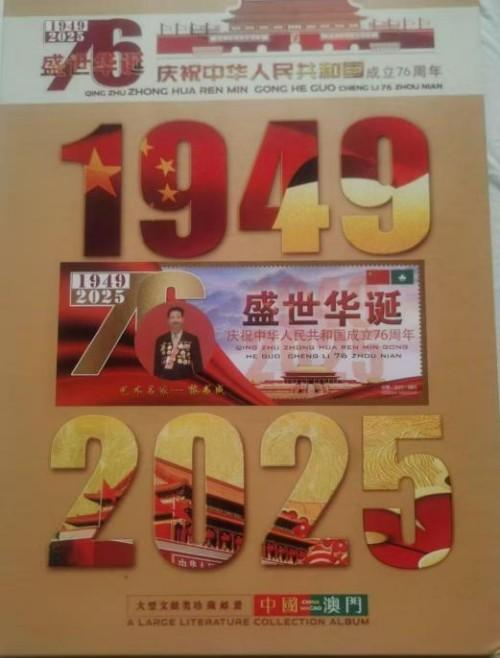 1949
2025
76
盛世华诞
庆祝中华人民共和国成立76周年
QING ZHU ZHONG HUA REN MIN GONG HE GUO CHENG LI 76 ZHOU NIAN
1949
1949
2025
76
盛世华诞
庆祝中华人民共和国成立76周年
QING ZHU ZHONG HUA REN MIN GONG
HE GUO CHENG LI 76 ZHOU NIAN
2025
大型文献类珍藏邮册
中國 CHINA MACAO 澳門
A LARGE LITERATURE COLLECTION ALBUM